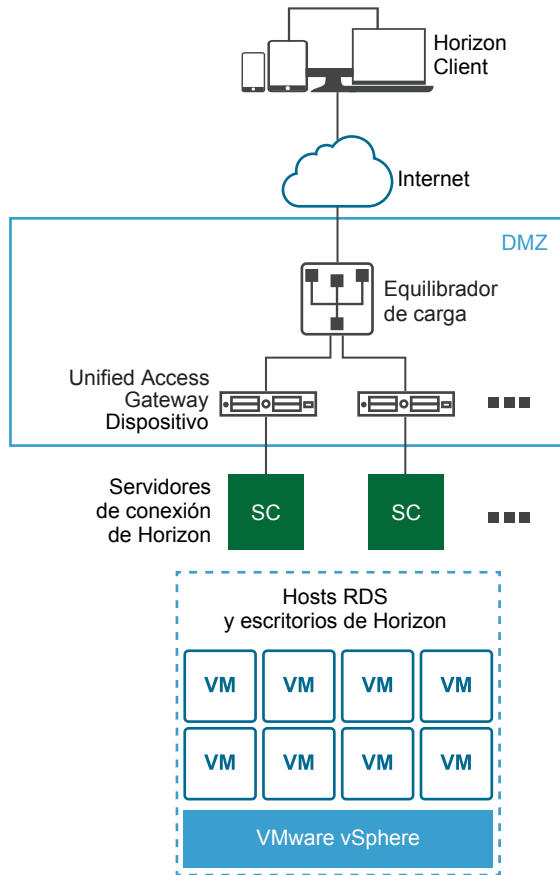 Horizon
Client
Internet
DMZ
Equilibrador
de carga
Unified Access
Gateway
Dispositivo
Servidores
de conexión
de Horizon
SC
SC
Hosts RDS
y escritorios de Horizon
VM VM VM VM
VM VM VM VM
VMware vSphere